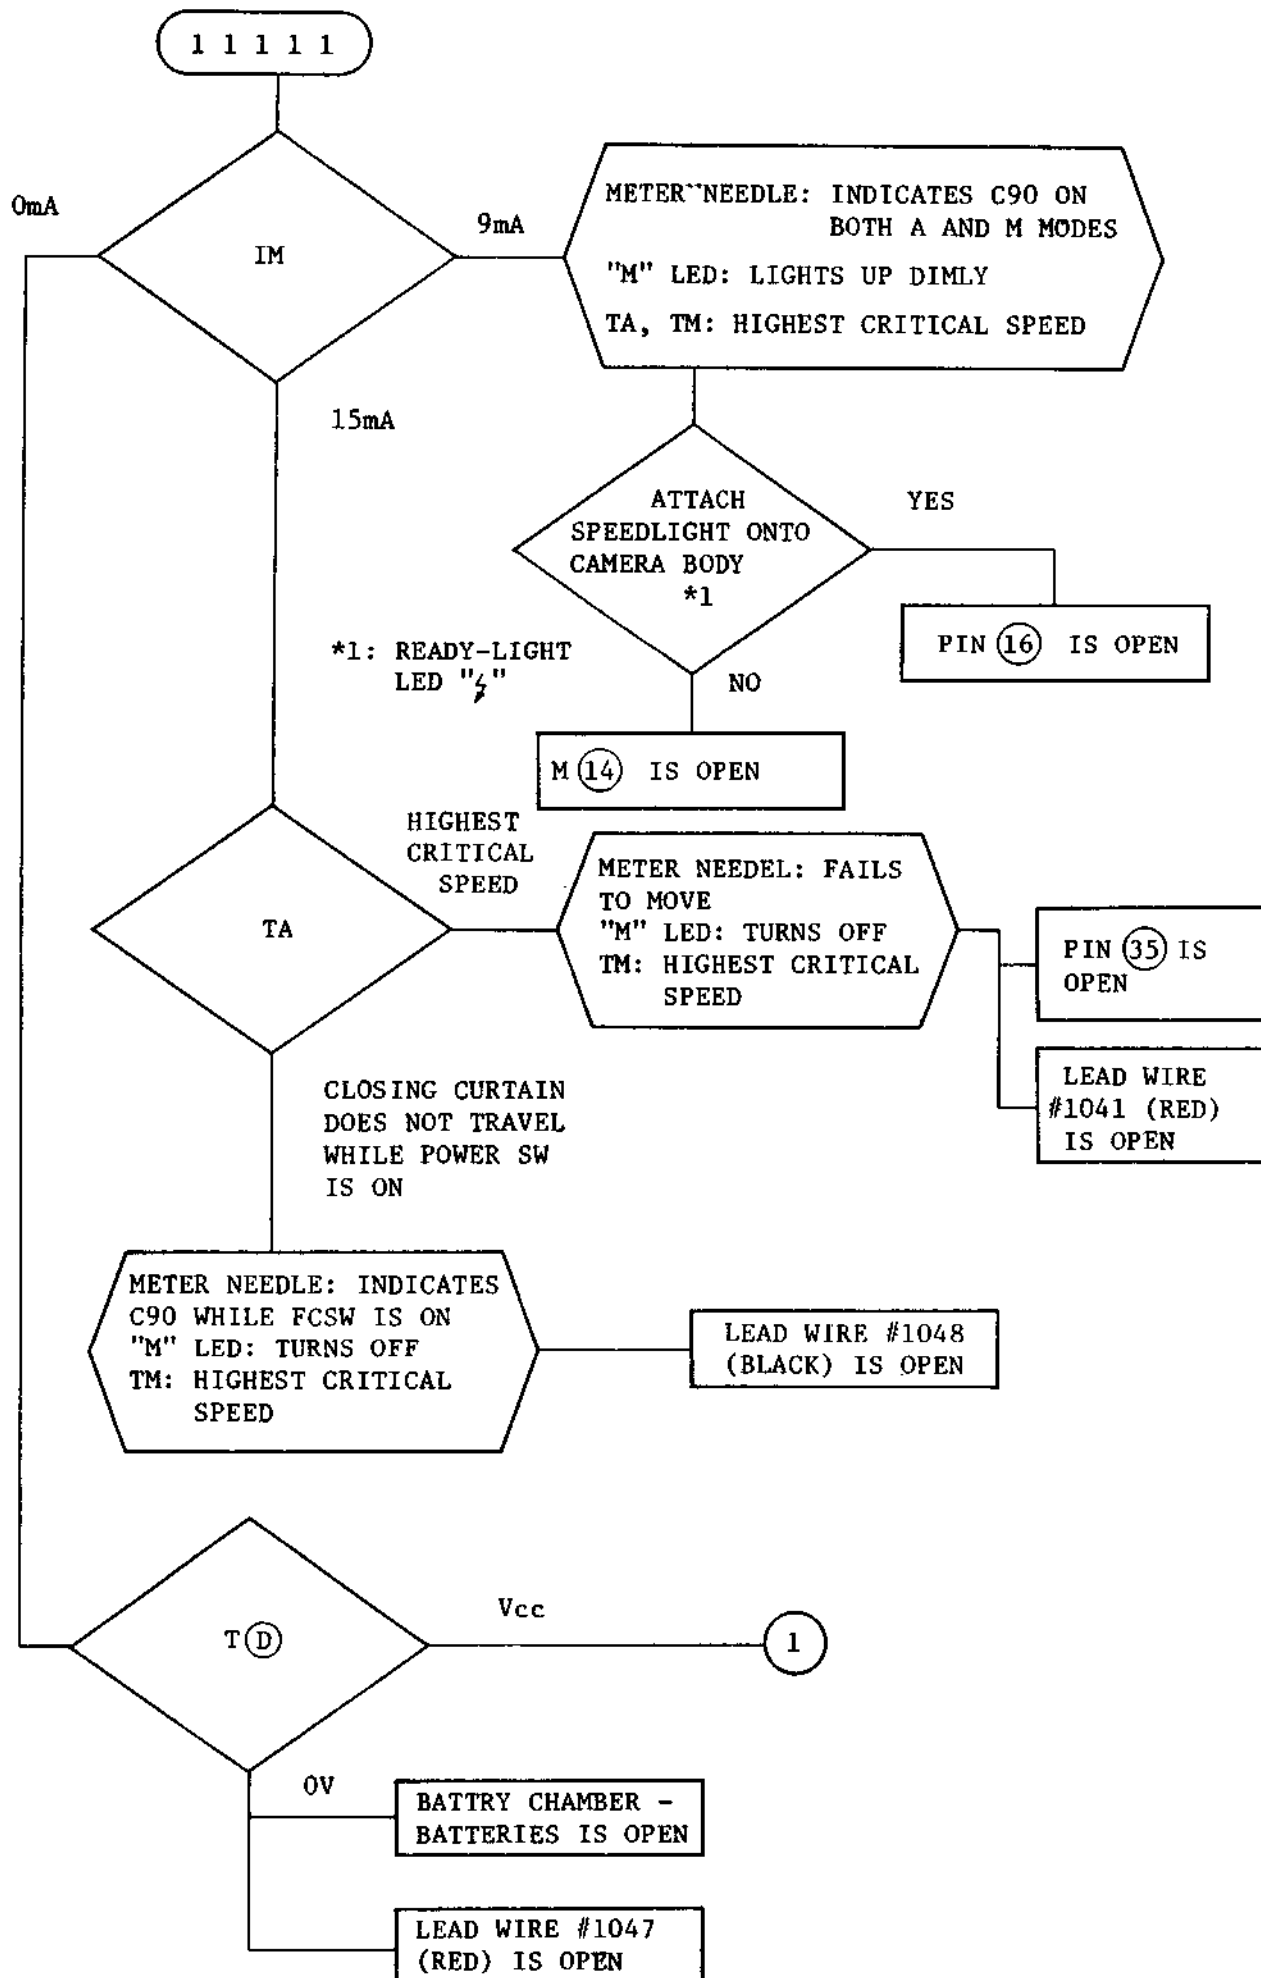 1 1 1 1 1
0mA
IM
9mA
METER NEEDLE: INDICATES C90 ON
BOTH A AND M MODES
"M" LED: LIGHTS UP DIMLY
TA, TM: HIGHEST CRITICAL SPEED
15mA
ATTACH
SPEEDLIGHT ONTO
CAMERA BODY
*1
YES
PIN 16 IS OPEN
*1: READY-LIGHT
LED "⚡"
NO
M 14 IS OPEN
TA
HIGHEST
CRITICAL
SPEED
METER NEEDEL: FAILS
TO MOVE
"M" LED: TURNS OFF
TM: HIGHEST CRITICAL
SPEED
PIN 35 IS
OPEN
LEAD WIRE
#1041 (RED)
IS OPEN
CLOSING CURTAIN
DOES NOT TRAVEL
WHILE POWER SW
IS ON
METER NEEDLE: INDICATES
C90 WHILE FCSW IS ON
"M" LED: TURNS OFF
TM: HIGHEST CRITICAL
SPEED
LEAD WIRE #1048
(BLACK) IS OPEN
T D
Vcc
1
0V
BATTRY CHAMBER -
BATTERIES IS OPEN
LEAD WIRE #1047
(RED) IS OPEN